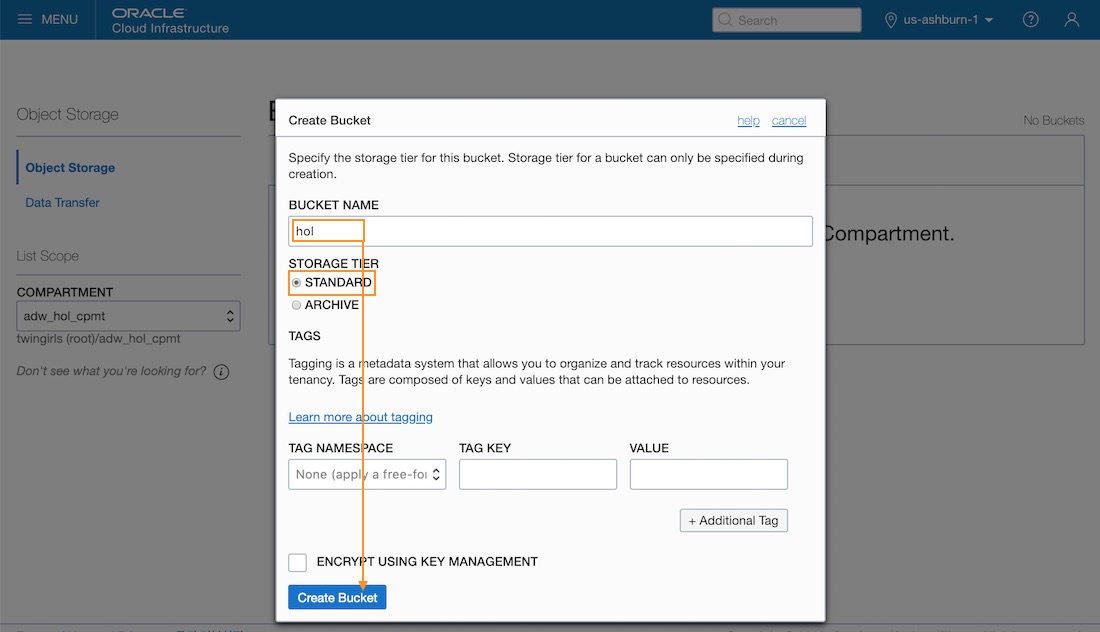 MENU
ORACLE
Cloud Infrastructure
Search
us-ashburn-1
Object Storage
No Buckets
Object Storage
Data Transfer
List Scope
COMPARTMENT
adw_hol_cpmt
twingirls (root)/adw_hol_cpmt
Don't see what you're looking for?
Compartment.
Create Bucket
help
cancel
Specify the storage tier for this bucket. Storage tier for a bucket can only be specified during
creation.
BUCKET NAME
hol
STORAGE TIER
STANDARD
ARCHIVE
TAGS
Tagging is a metadata system that allows you to organize and track resources within your
tenancy. Tags are composed of keys and values that can be attached to resources.
Learn more about tagging
TAG NAMESPACE
TAG KEY
VALUE
None (apply a free-for
+ Additional Tag
ENCRYPT USING KEY MANAGEMENT
Create Bucket